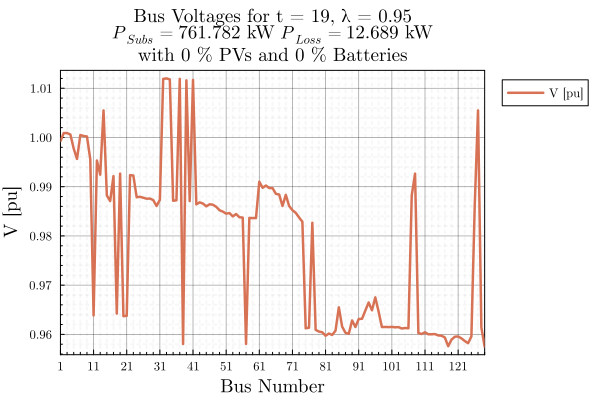 Bus Voltages for t = 19, λ = 0.95
P_Subs = 761.782 kW P_Loss = 12.689 kW
with 0 % PVs and 0 % Batteries
V [pu]
1.01
1.00
0.99
0.98
0.97
0.96
V [pu]
1 11 21 31 41 51 61 71 81 91 101 111 121
Bus Number